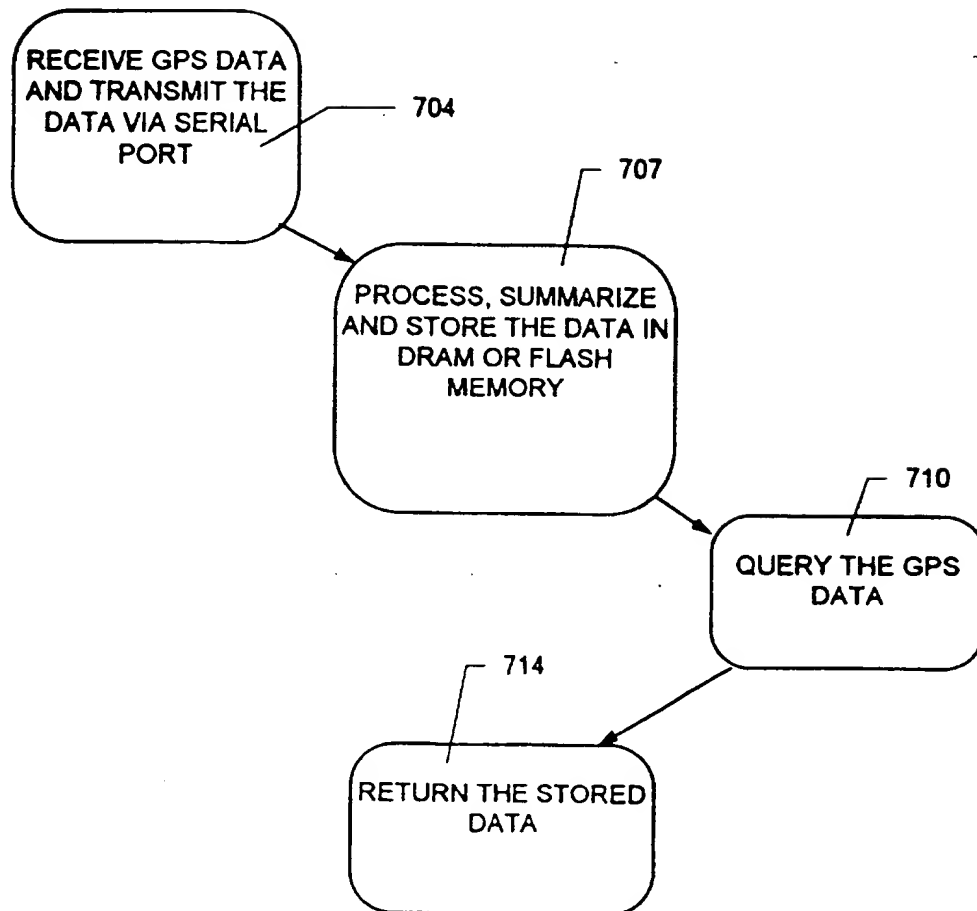 RECEIVE GPS DATA
AND TRANSMIT THE
DATA VIA SERIAL
PORT
704
707
PROCESS, SUMMARIZE
AND STORE THE DATA IN
DRAM OR FLASH
MEMORY
710
QUERY THE GPS
DATA
714
RETURN THE STORED
DATA